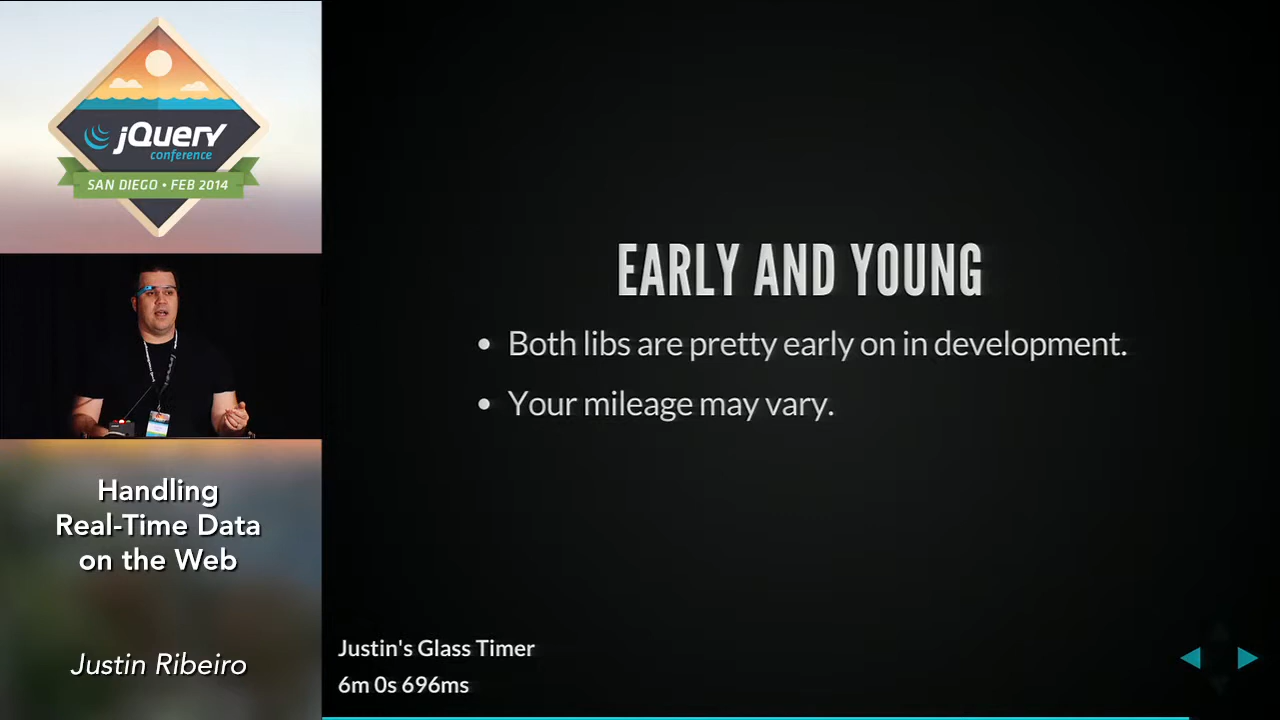 jQuery
conference
SAN DIEGO • FEB 2014
Handling
Real-Time Data
on the Web
Justin Ribeiro
EARLY AND YOUNG
• Both libs are pretty early on in development.
• Your mileage may vary.
Justin's Glass Timer
6m 0s 696ms